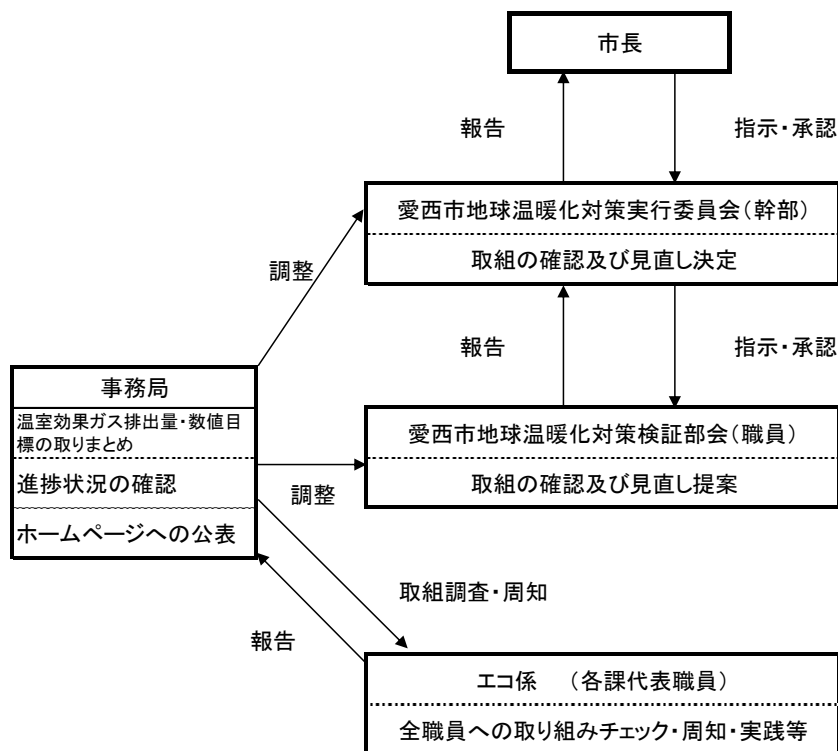 市長
報告
指示・承認
愛西市地球温暖化対策実行委員会（幹部）
取組の確認及び見直し決定
調整
報告
指示・承認
事務局
温室効果ガス排出量・数値目
標の取りまとめ
進捗状況の確認
ホームページへの公表
愛西市地球温暖化対策検証部会（職員）
取組の確認及び見直し提案
調整
取組調査・周知
報告
エコ係　（各課代表職員）
全職員への取り組みチェック・周知・実践等